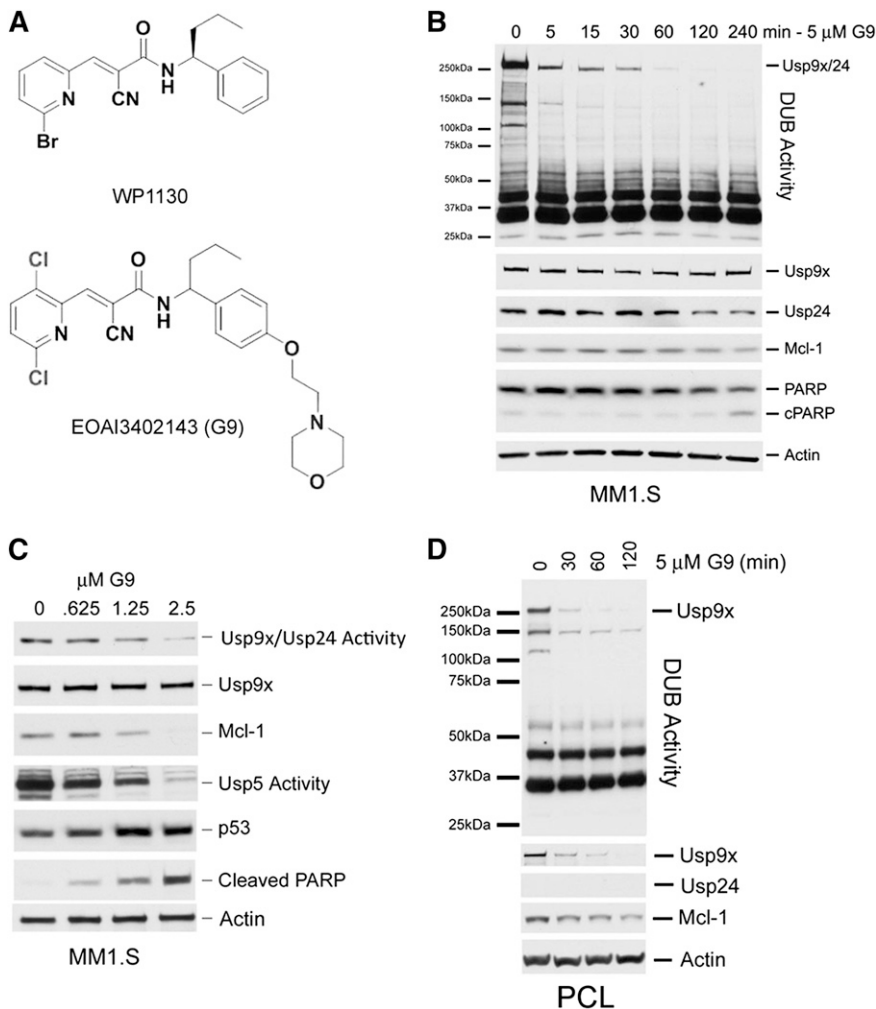 A
O
N
H
N
CN
Br
WP1130
Cl
O
N
H
N
CN
Cl
O
N
O
EOAI3402143 (G9)
B
0 5 15 30 60 120 240 min - 5 μM G9
250kDa
150kDa
100kDa
75kDa
50kDa
37kDa
25kDa
Usp9x/24
DUB Activity
Usp9x
Usp24
Mcl-1
PARP
cPARP
Actin
MM1.S
C
μM G9
0 .625 1.25 2.5
Usp9x/Usp24 Activity
Usp9x
Mcl-1
Usp5 Activity
p53
Cleaved PARP
Actin
MM1.S
D
0 30 60 120 5 μM G9 (min)
250kDa
150kDa
100kDa
75kDa
50kDa
37kDa
25kDa
Usp9x
DUB Activity
Usp9x
Usp24
Mcl-1
Actin
PCL